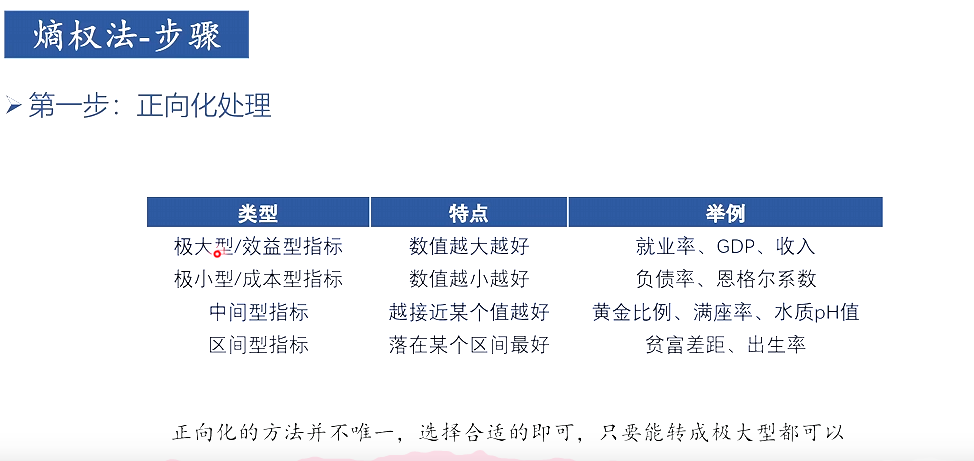 熵权法-步骤
第一步：正向化处理
类型 特点 举例
极大型/效益型指标 数值越大越好 就业率、GDP、收入
极小型/成本型指标 数值越小越好 负债率、恩格尔系数
中间型指标 越接近某个值越好 黄金比例、满座率、水质pH值
区间型指标 落在某个区间最好 贫富差距、出生率
正向化的方法并不唯一，选择合适的即可，只要能转成极大型都可以